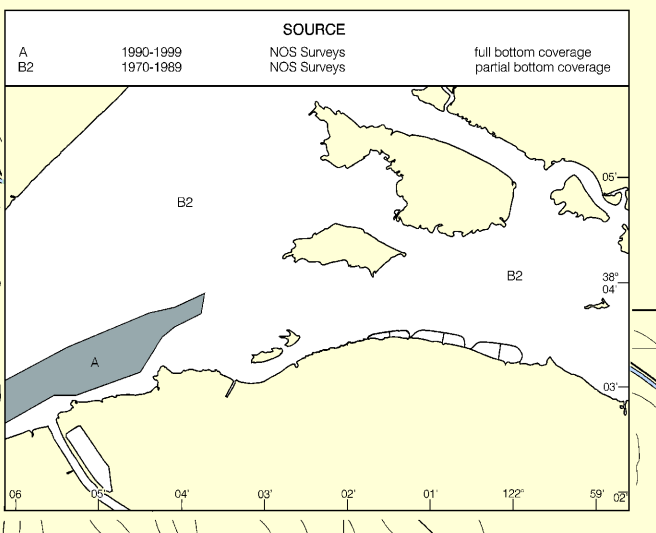 SOURCE
A 1990-1999 NOS Surveys full bottom coverage
B2 1970-1989 NOS Surveys partial bottom coverage
05'
B2
B2
38°
04'
A
03'
06 05' 04' 03' 02' 01' 122° 59' 02'